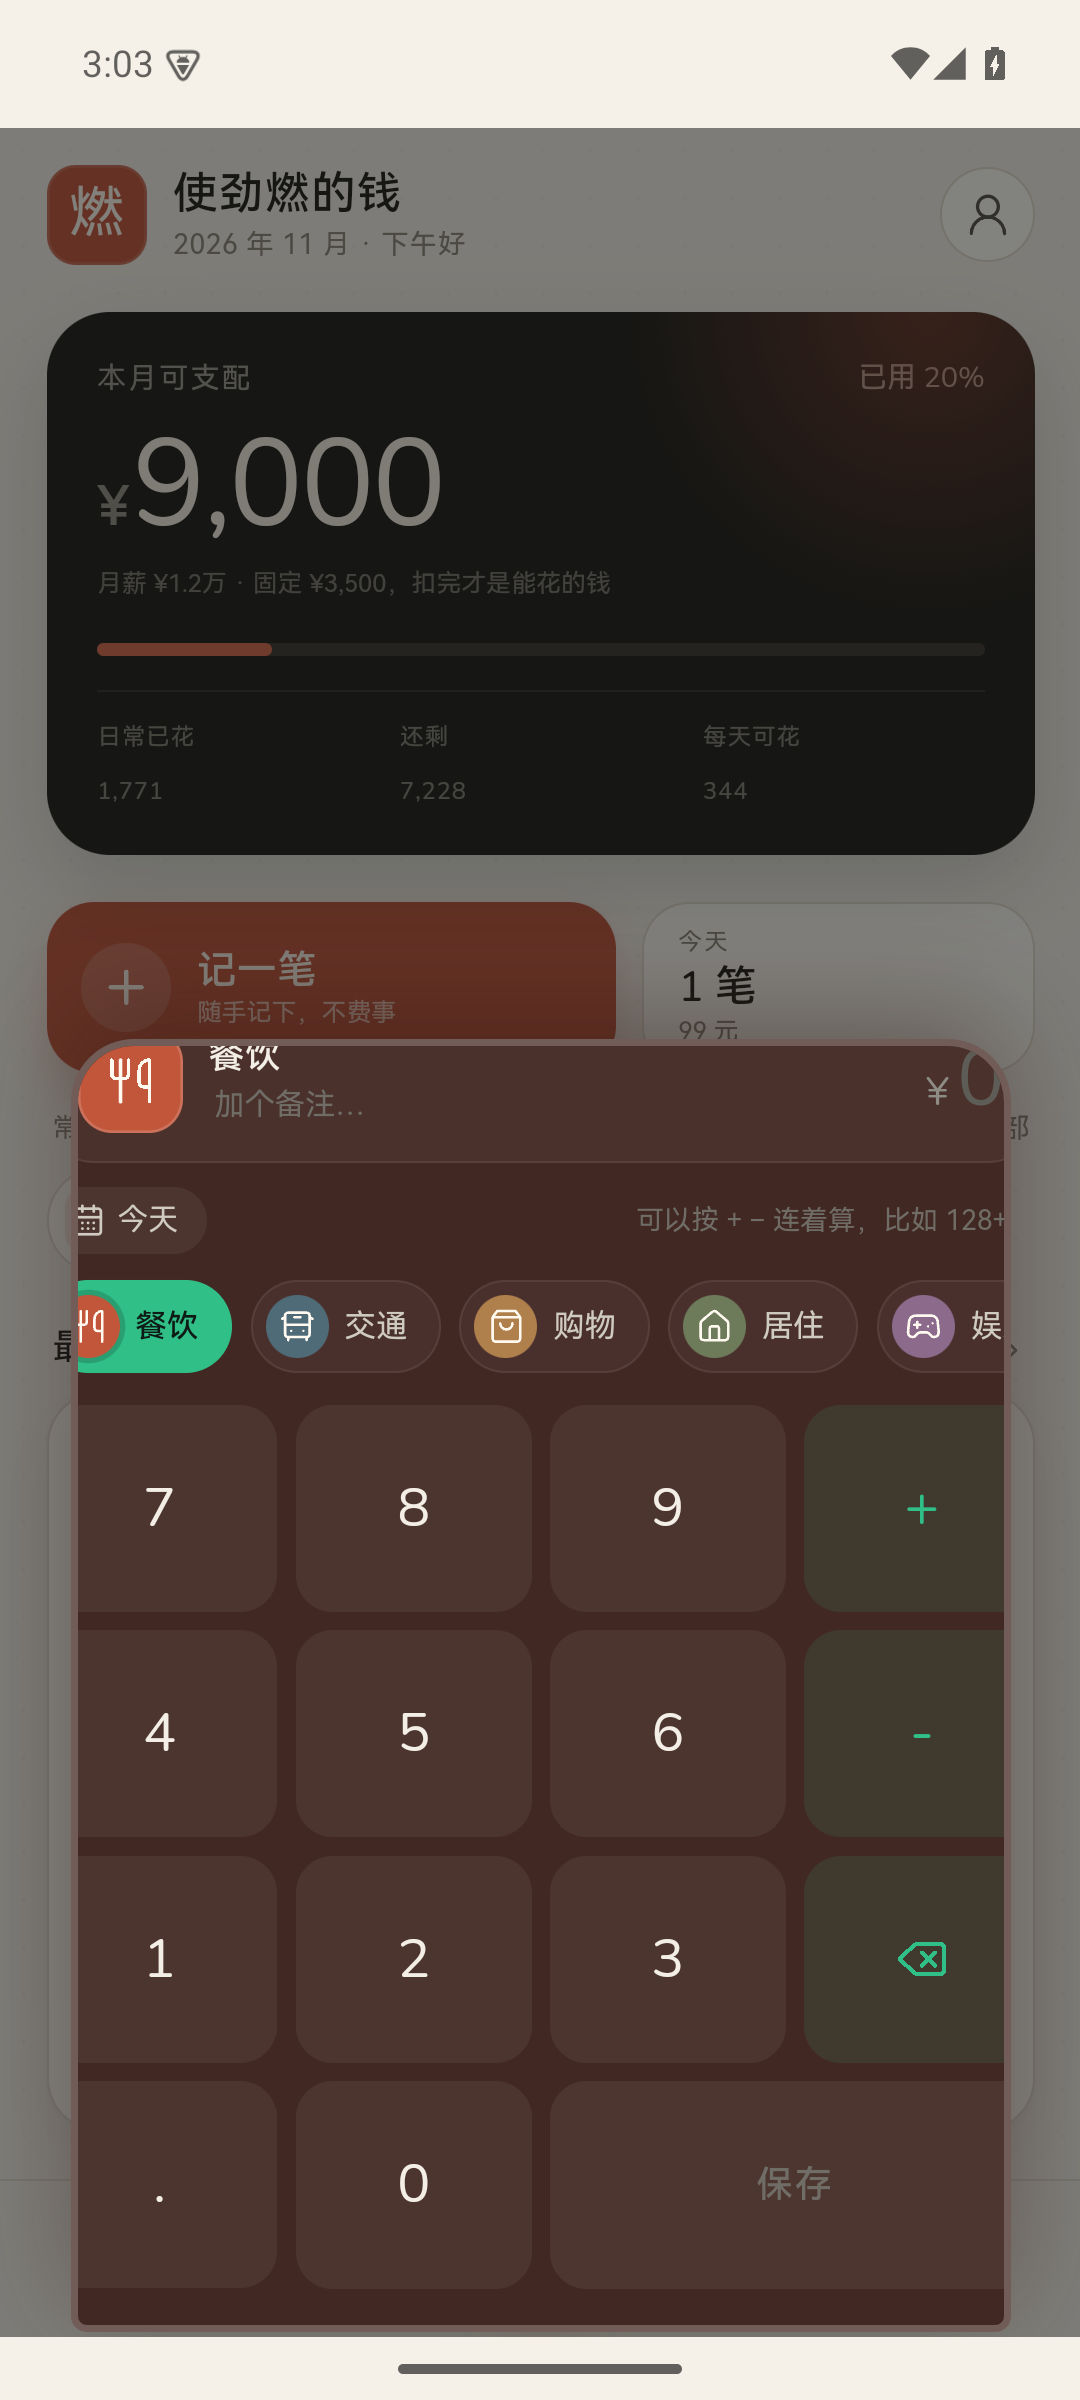 3:03
燃
使劲燃的钱
2026 年 11 月 · 下午好
本月可支配
已用 20%
¥9,000
月薪 ¥1.2万 · 固定 ¥3,500，扣完才是能花的钱
日常已花
还剩
每天可花
1,771
7,228
344
记一笔
随手记下，不费事
今天
1 笔
99 元
餐饮
加个备注...
¥0
常
部
今天
可以按 + − 连着算，比如 128+
餐饮
交通
购物
居住
娱
最
7
8
9
+
4
5
6
-
1
2
3
.
0
保存